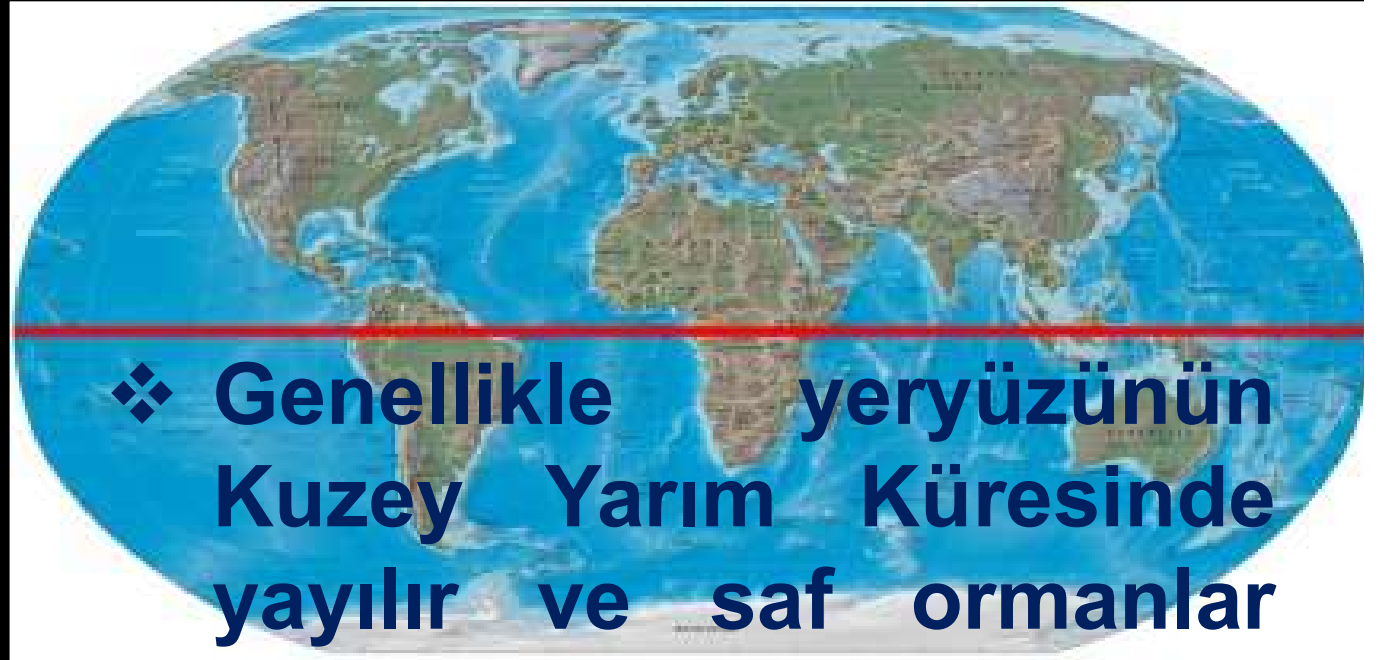 ❖ Genellikle yeryüzünün
Kuzey Yarım Küresinde
yayılır ve saf ormanlar